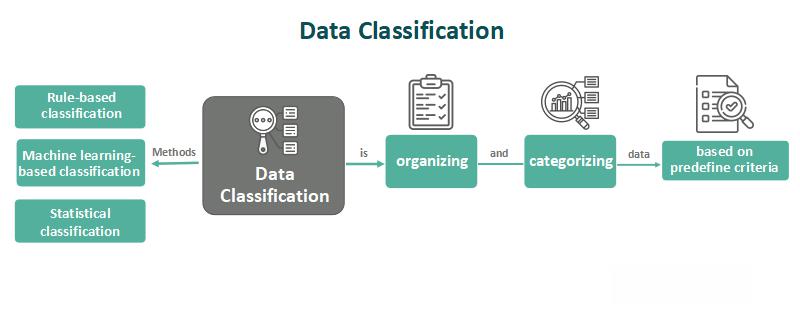 Data Classification
Rule-based
classification
Machine learning-
based classification
Statistical
classification
Methods
Data
Classification
is
organizing
and
categorizing
data
based on
predefine criteria